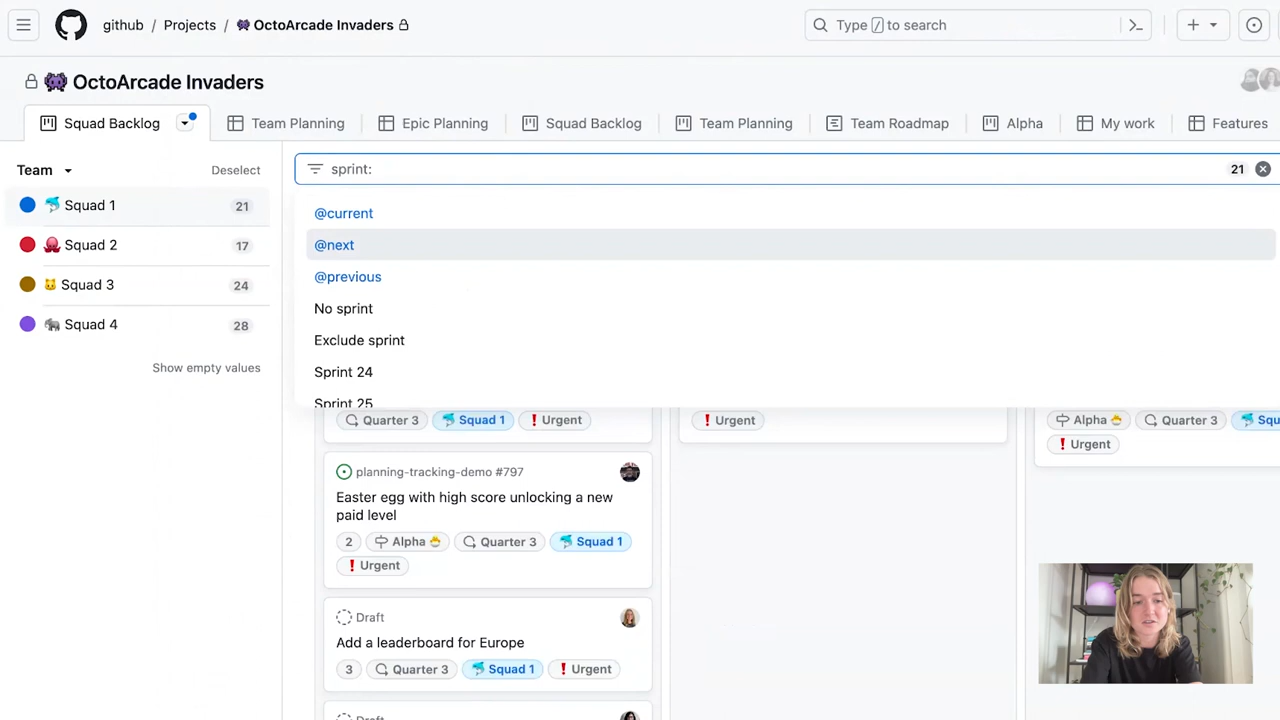 github / Projects / 👾 OctoArcade Invaders
Type / to search
👾 OctoArcade Invaders
Squad Backlog
Team Planning
Epic Planning
Squad Backlog
Team Planning
Team Roadmap
Alpha
My work
Features
Team
Deselect
🐬 Squad 1 21
🐙 Squad 2 17
🐱 Squad 3 24
🐘 Squad 4 28
Show empty values
sprint: 21
@current
@next
@previous
No sprint
Exclude sprint
Sprint 24
Sprint 25
Quarter 3 🐬 Squad 1 ❗ Urgent
planning-tracking-demo #797
Easter egg with high score unlocking a new
paid level
2 Alpha 🐣 Quarter 3 🐬 Squad 1
❗ Urgent
Draft
Add a leaderboard for Europe
3 Quarter 3 🐬 Squad 1 ❗ Urgent
Draft
❗ Urgent
Alpha 🐣 Quarter 3 🐬 Squ
❗ Urgent